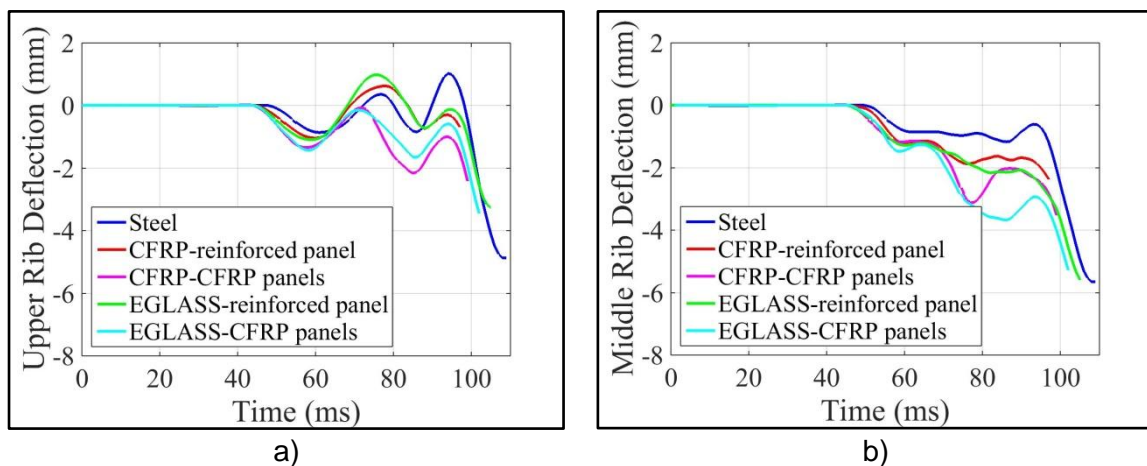 Upper Rib Deflection (mm)
2
0
-2
-4
-6
-8
Steel
CFRP-reinforced panel
CFRP-CFRP panels
EGLASS-reinforced panel
EGLASS-CFRP panels
0 20 40 60 80 100
Time (ms)
a)
Middle Rib Deflection (mm)
2
0
-2
-4
-6
-8
Steel
CFRP-reinforced panel
CFRP-CFRP panels
EGLASS-reinforced panel
EGLASS-CFRP panels
0 20 40 60 80 100
Time (ms)
b)